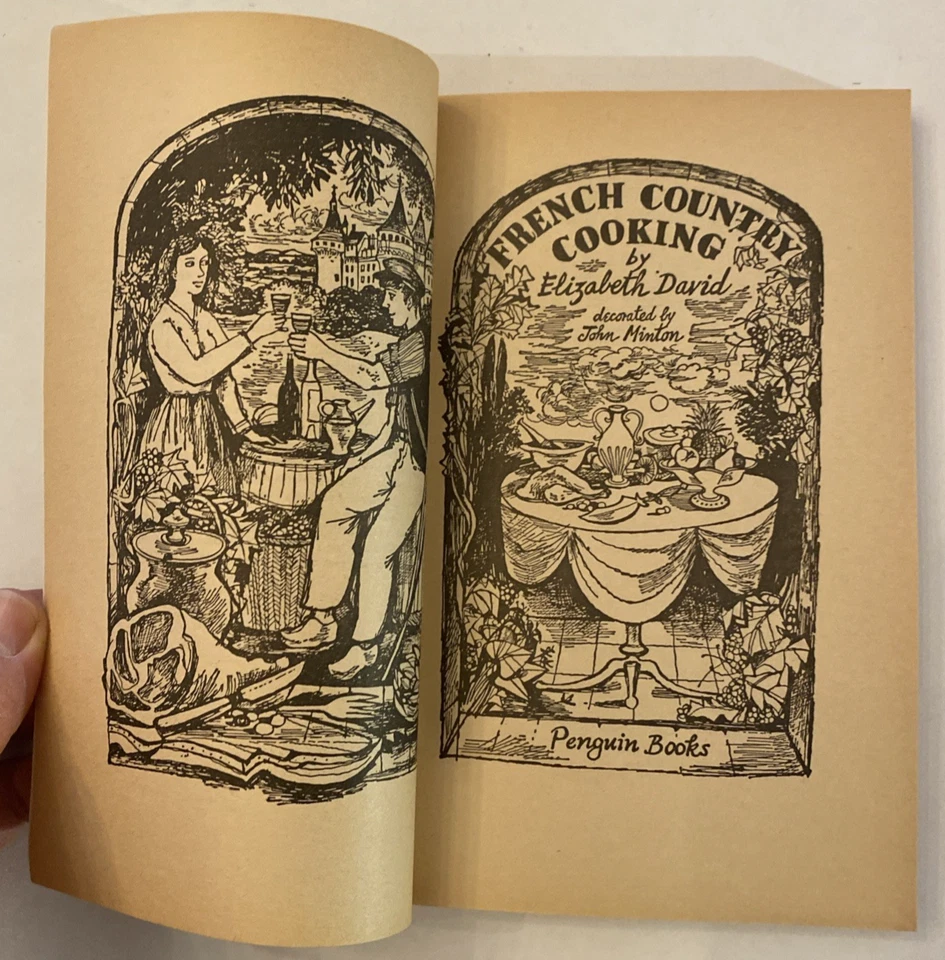 FRENCH COUNTRY
COOKING
by
Elizabeth David
decorated by
John Minton
Penguin Books